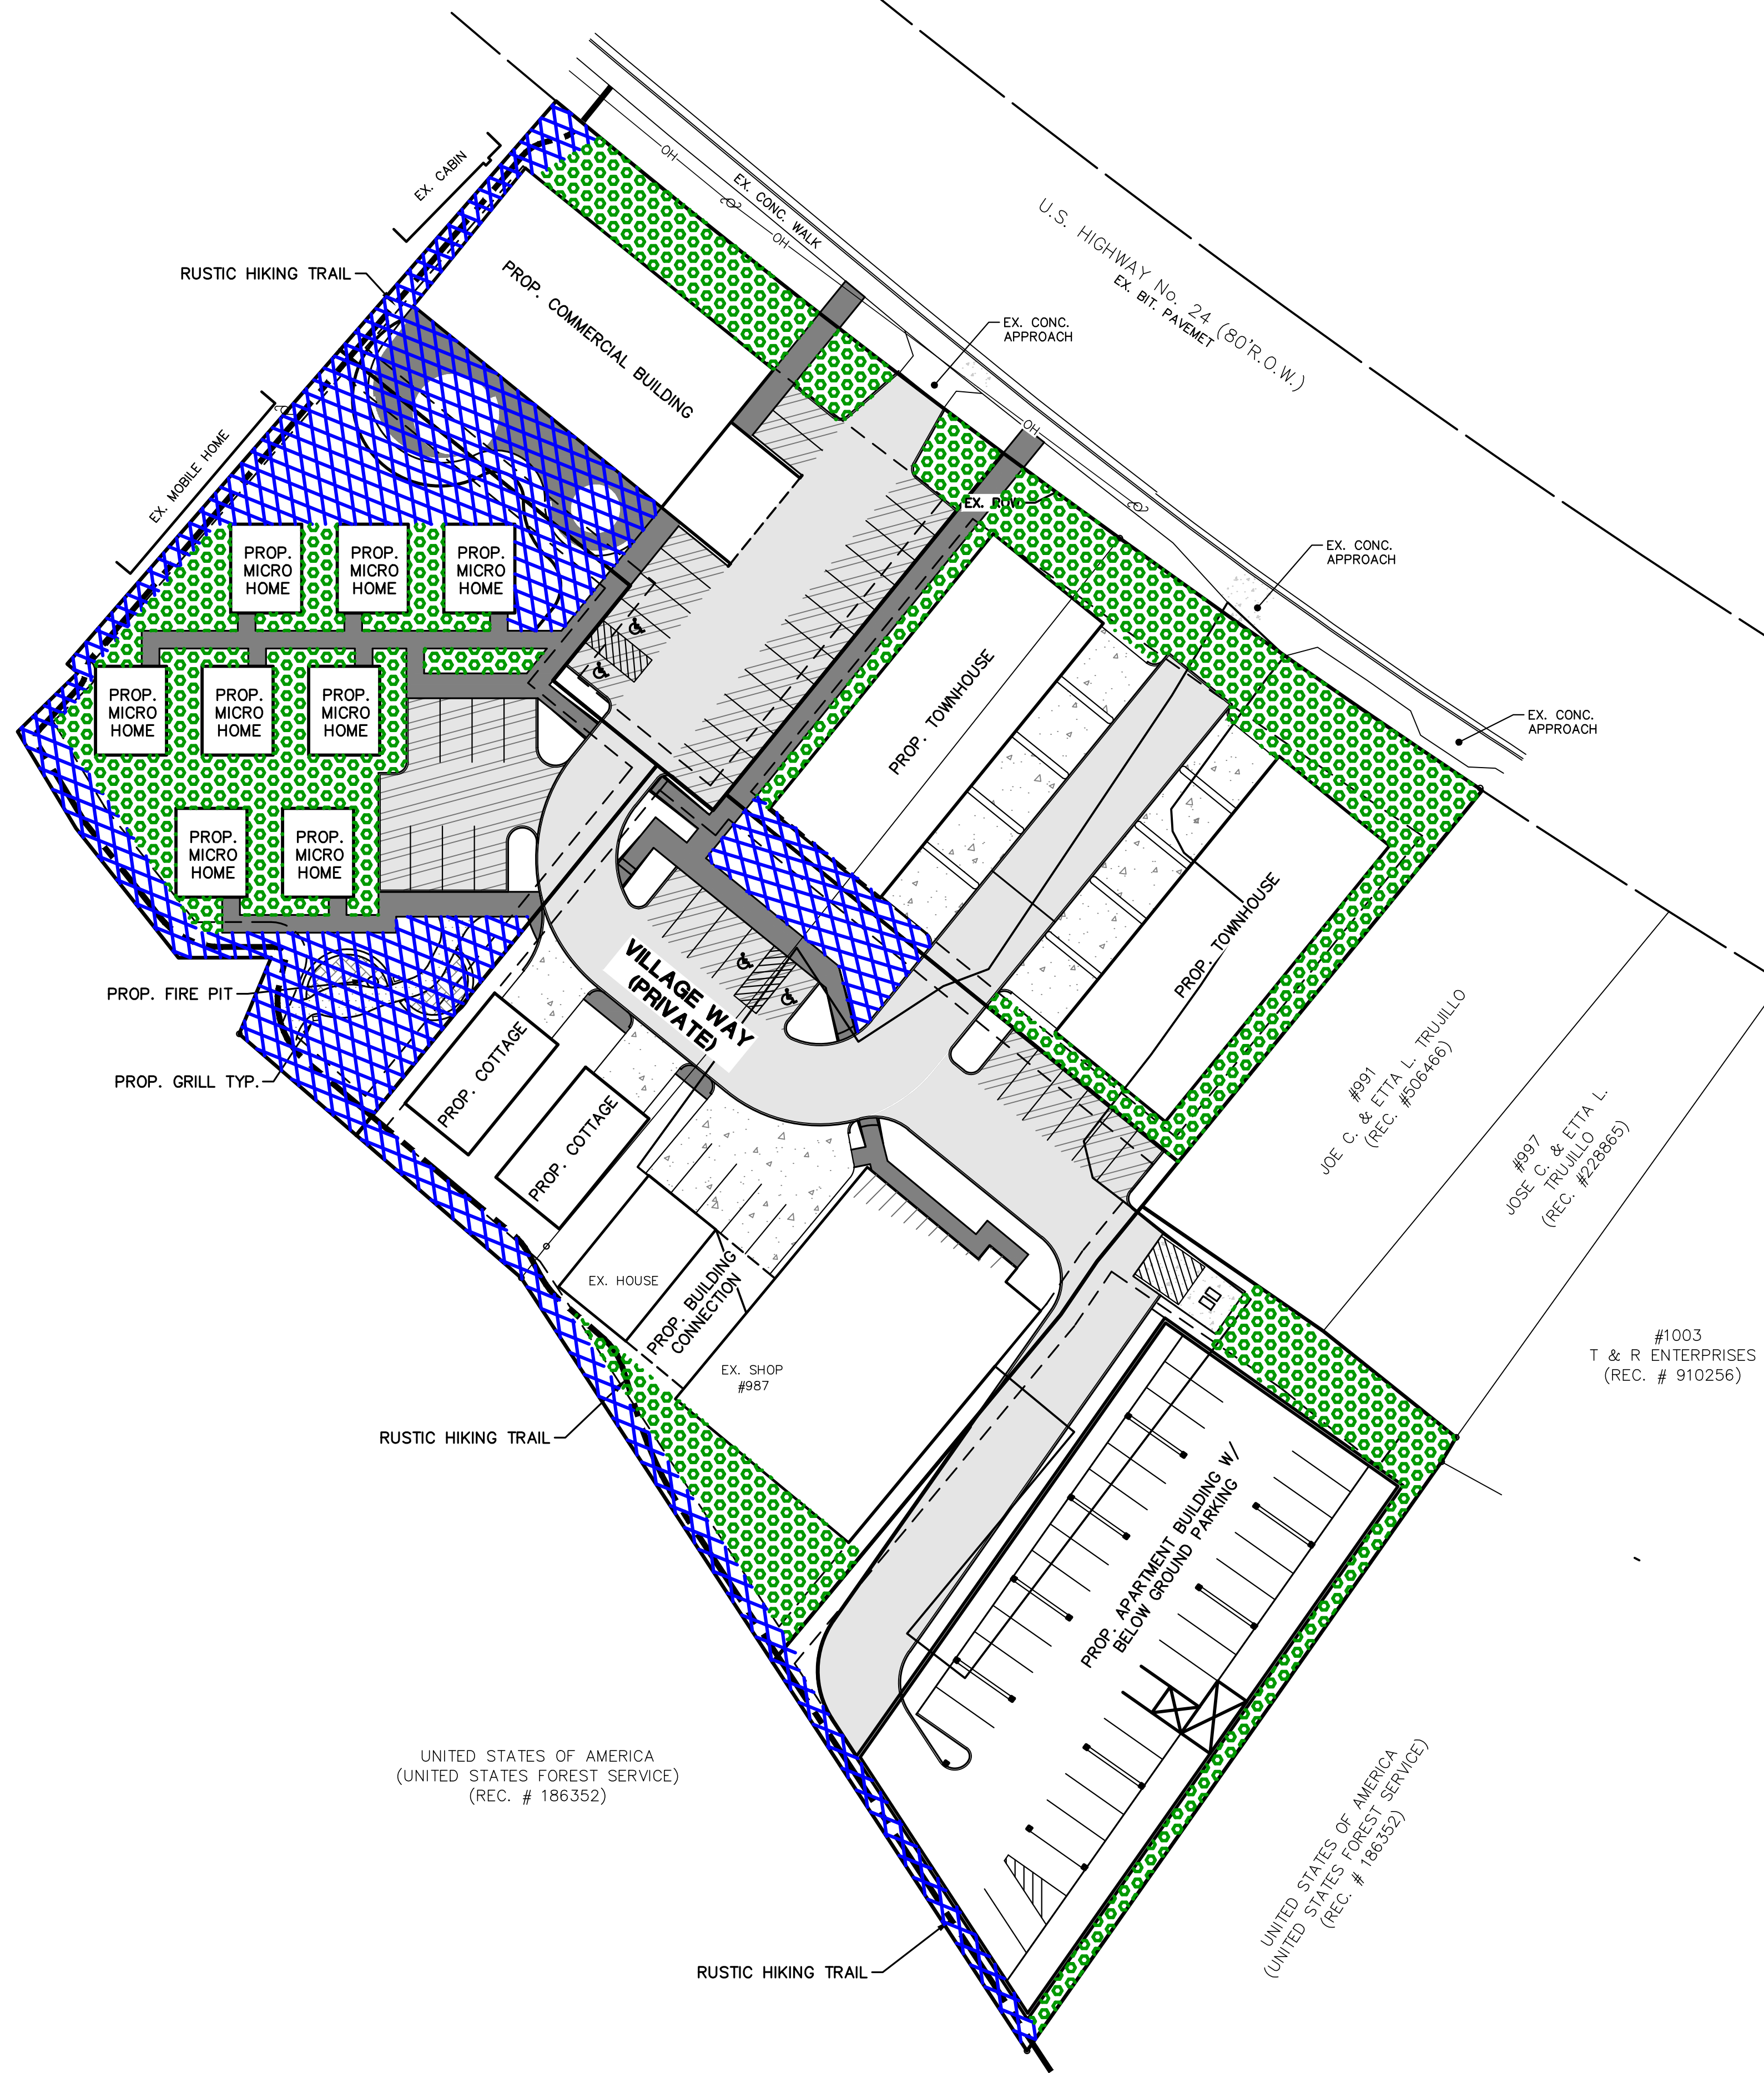 OH
EX. CONC. WALK
OH
U.S. HIGHWAY No. 24 (80'R.O.W.)
EX. BIT. PAVEMET
EX. CABIN
RUSTIC HIKING TRAIL
PROP. COMMERCIAL BUILDING
EX. CONC.
APPROACH
OH
EX. MOBILE HOME
EX. ROW
EX. CONC.
APPROACH
PROP.
MICRO
HOME
PROP.
MICRO
HOME
PROP.
MICRO
HOME
PROP.
MICRO
HOME
PROP.
MICRO
HOME
PROP.
MICRO
HOME
PROP. TOWNHOUSE
EX. CONC.
APPROACH
PROP.
MICRO
HOME
PROP.
MICRO
HOME
PROP. TOWNHOUSE
VILLAGE WAY
(PRIVATE)
PROP. FIRE PIT
PROP. GRILL TYP.
PROP. COTTAGE
PROP. COTTAGE
#991
JOE C. & ETTA L. TRUJILLO
(REC. #506466)
#997
JOSE C. & ETTA L.
TRUJILLO
(REC. #228865)
EX. HOUSE
PROP. BUILDING
CONNECTION
EX. SHOP
#987
#1003
T & R ENTERPRISES
(REC. # 910256)
RUSTIC HIKING TRAIL
PROP. APARTMENT BUILDING W/
BELOW GROUND PARKING
UNITED STATES OF AMERICA
(UNITED STATES FOREST SERVICE)
(REC. # 186352)
UNITED STATES OF AMERICA
(UNITED STATES FOREST SERVICE)
(REC. # 186352)
RUSTIC HIKING TRAIL